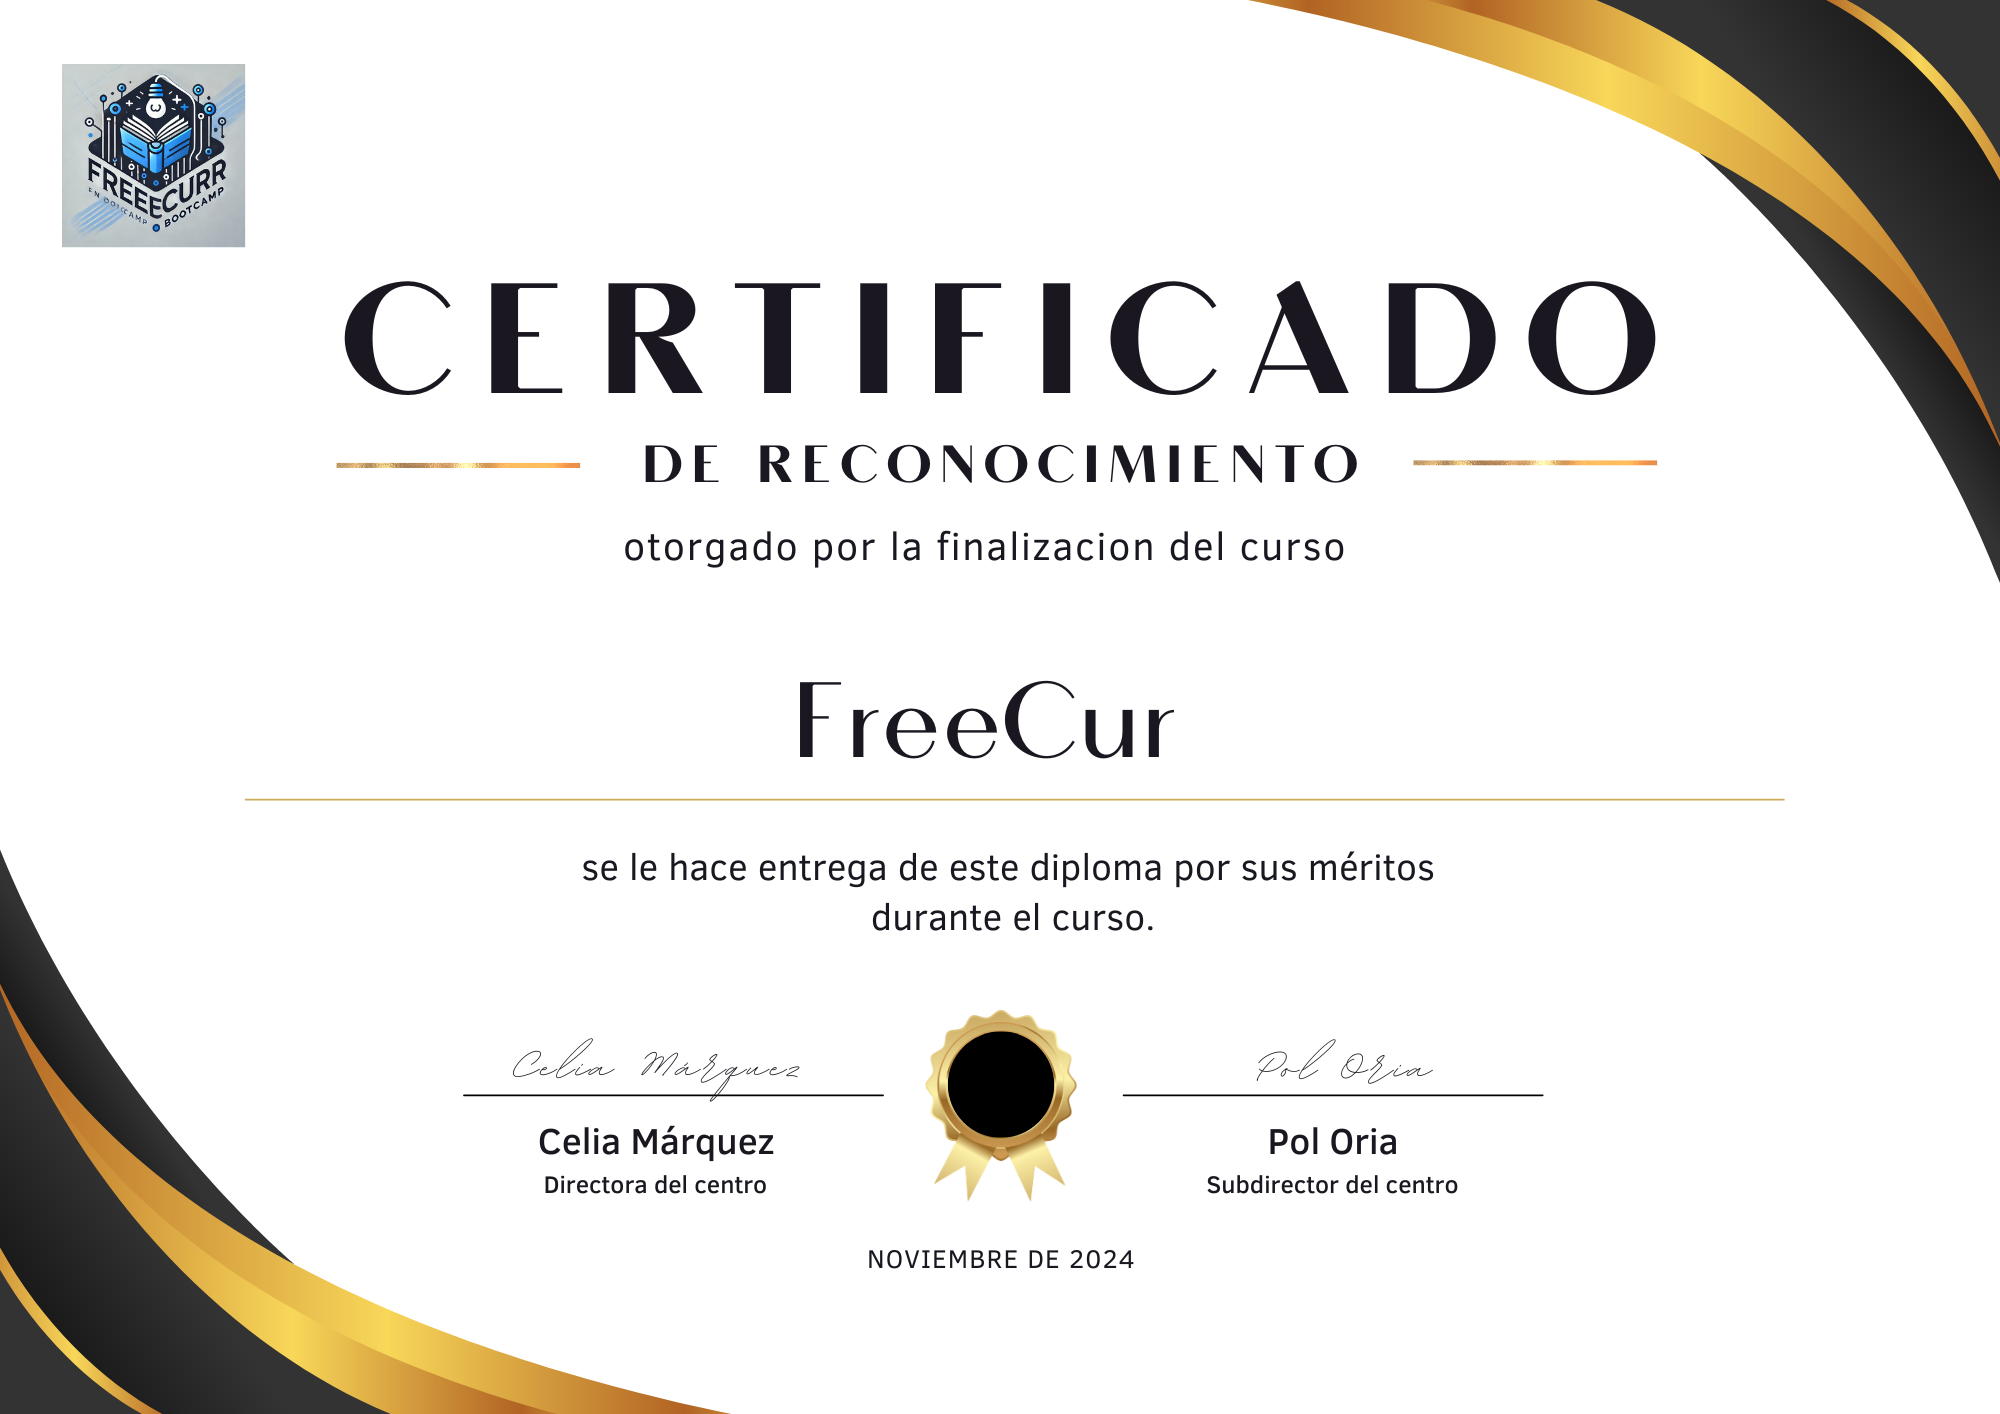 FREEECURR
BOOTCAMP
CERTIFICADO
DE RECONOCIMIENTO
otorgado por la finalizacion del curso
FreeCur
se le hace entrega de este diploma por sus méritos
durante el curso.
Celia Márquez
Pol Oria
Celia Márquez
Pol Oria
Directora del centro
Subdirector del centro
NOVIEMBRE DE 2024